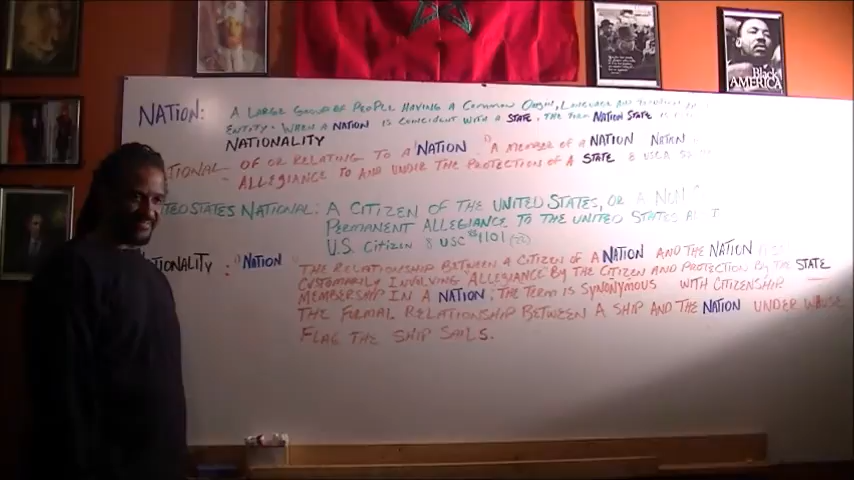 NATION: A LARGE GROUP OF PEOPLE HAVING A COMMON ORIGIN, LANGUAGE AND
ENTITY. WHEN A NATION IS COINCIDENT WITH A STATE, THE TERM NATION STATE
NATIONALITY
OF OR RELATING TO A NATION A MEMBER OF A NATION
ALLEGIANCE TO AND UNDER THE PROTECTION OF A STATE 8 USCA
STATES NATIONAL: A CITIZEN OF THE UNITED STATES, OR A
PERMANENT ALLEGIANCE TO THE UNITED STATES
U.S. CITIZEN 8 USC 1101 (22)
NATION THE RELATIONSHIP BETWEEN A CITIZEN OF A NATION AND THE NATION
CUSTOMARILY INVOLVING ALLEGIANCE BY THE CITIZEN AND PROTECTION BY THE STATE
MEMBERSHIP IN A NATION. THE TERM IS SYNONYMOUS WITH CITIZENSHIP
THE FORMAL RELATIONSHIP BETWEEN A SHIP AND THE NATION UNDER WHOSE
FLAG THE SHIP SAILS.
Black
AMERICA